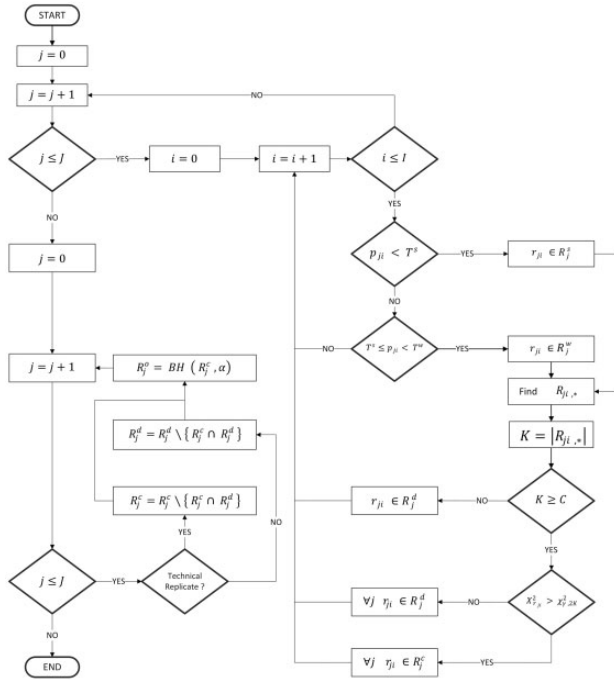 START
j = 0
j = j + 1
NO
j ≤ J
YES
i = 0
i = i + 1
i ≤ I
YES
NO
p_ji < T^s
YES
r_ji ∈ R_j^s
j = 0
NO
T^s ≤ p_ji < T^w
NO
YES
r_ji ∈ R_j^w
j = j + 1
R_j^o = BH ( R_j^c , α)
Find R_ji,*
R_j^d = R_j^d \ { R_j^c ∩ R_j^d }
K = |R_ji,*|
R_j^c = R_j^c \ { R_j^c ∩ R_j^d }
r_ji ∈ R_j^d
NO
K ≥ C
YES
NO
YES
j ≤ J
YES
Technical
Replicate ?
∀j r_ji ∈ R_j^d
NO
NO
∀j r_ji ∈ R_j^c
YES
END